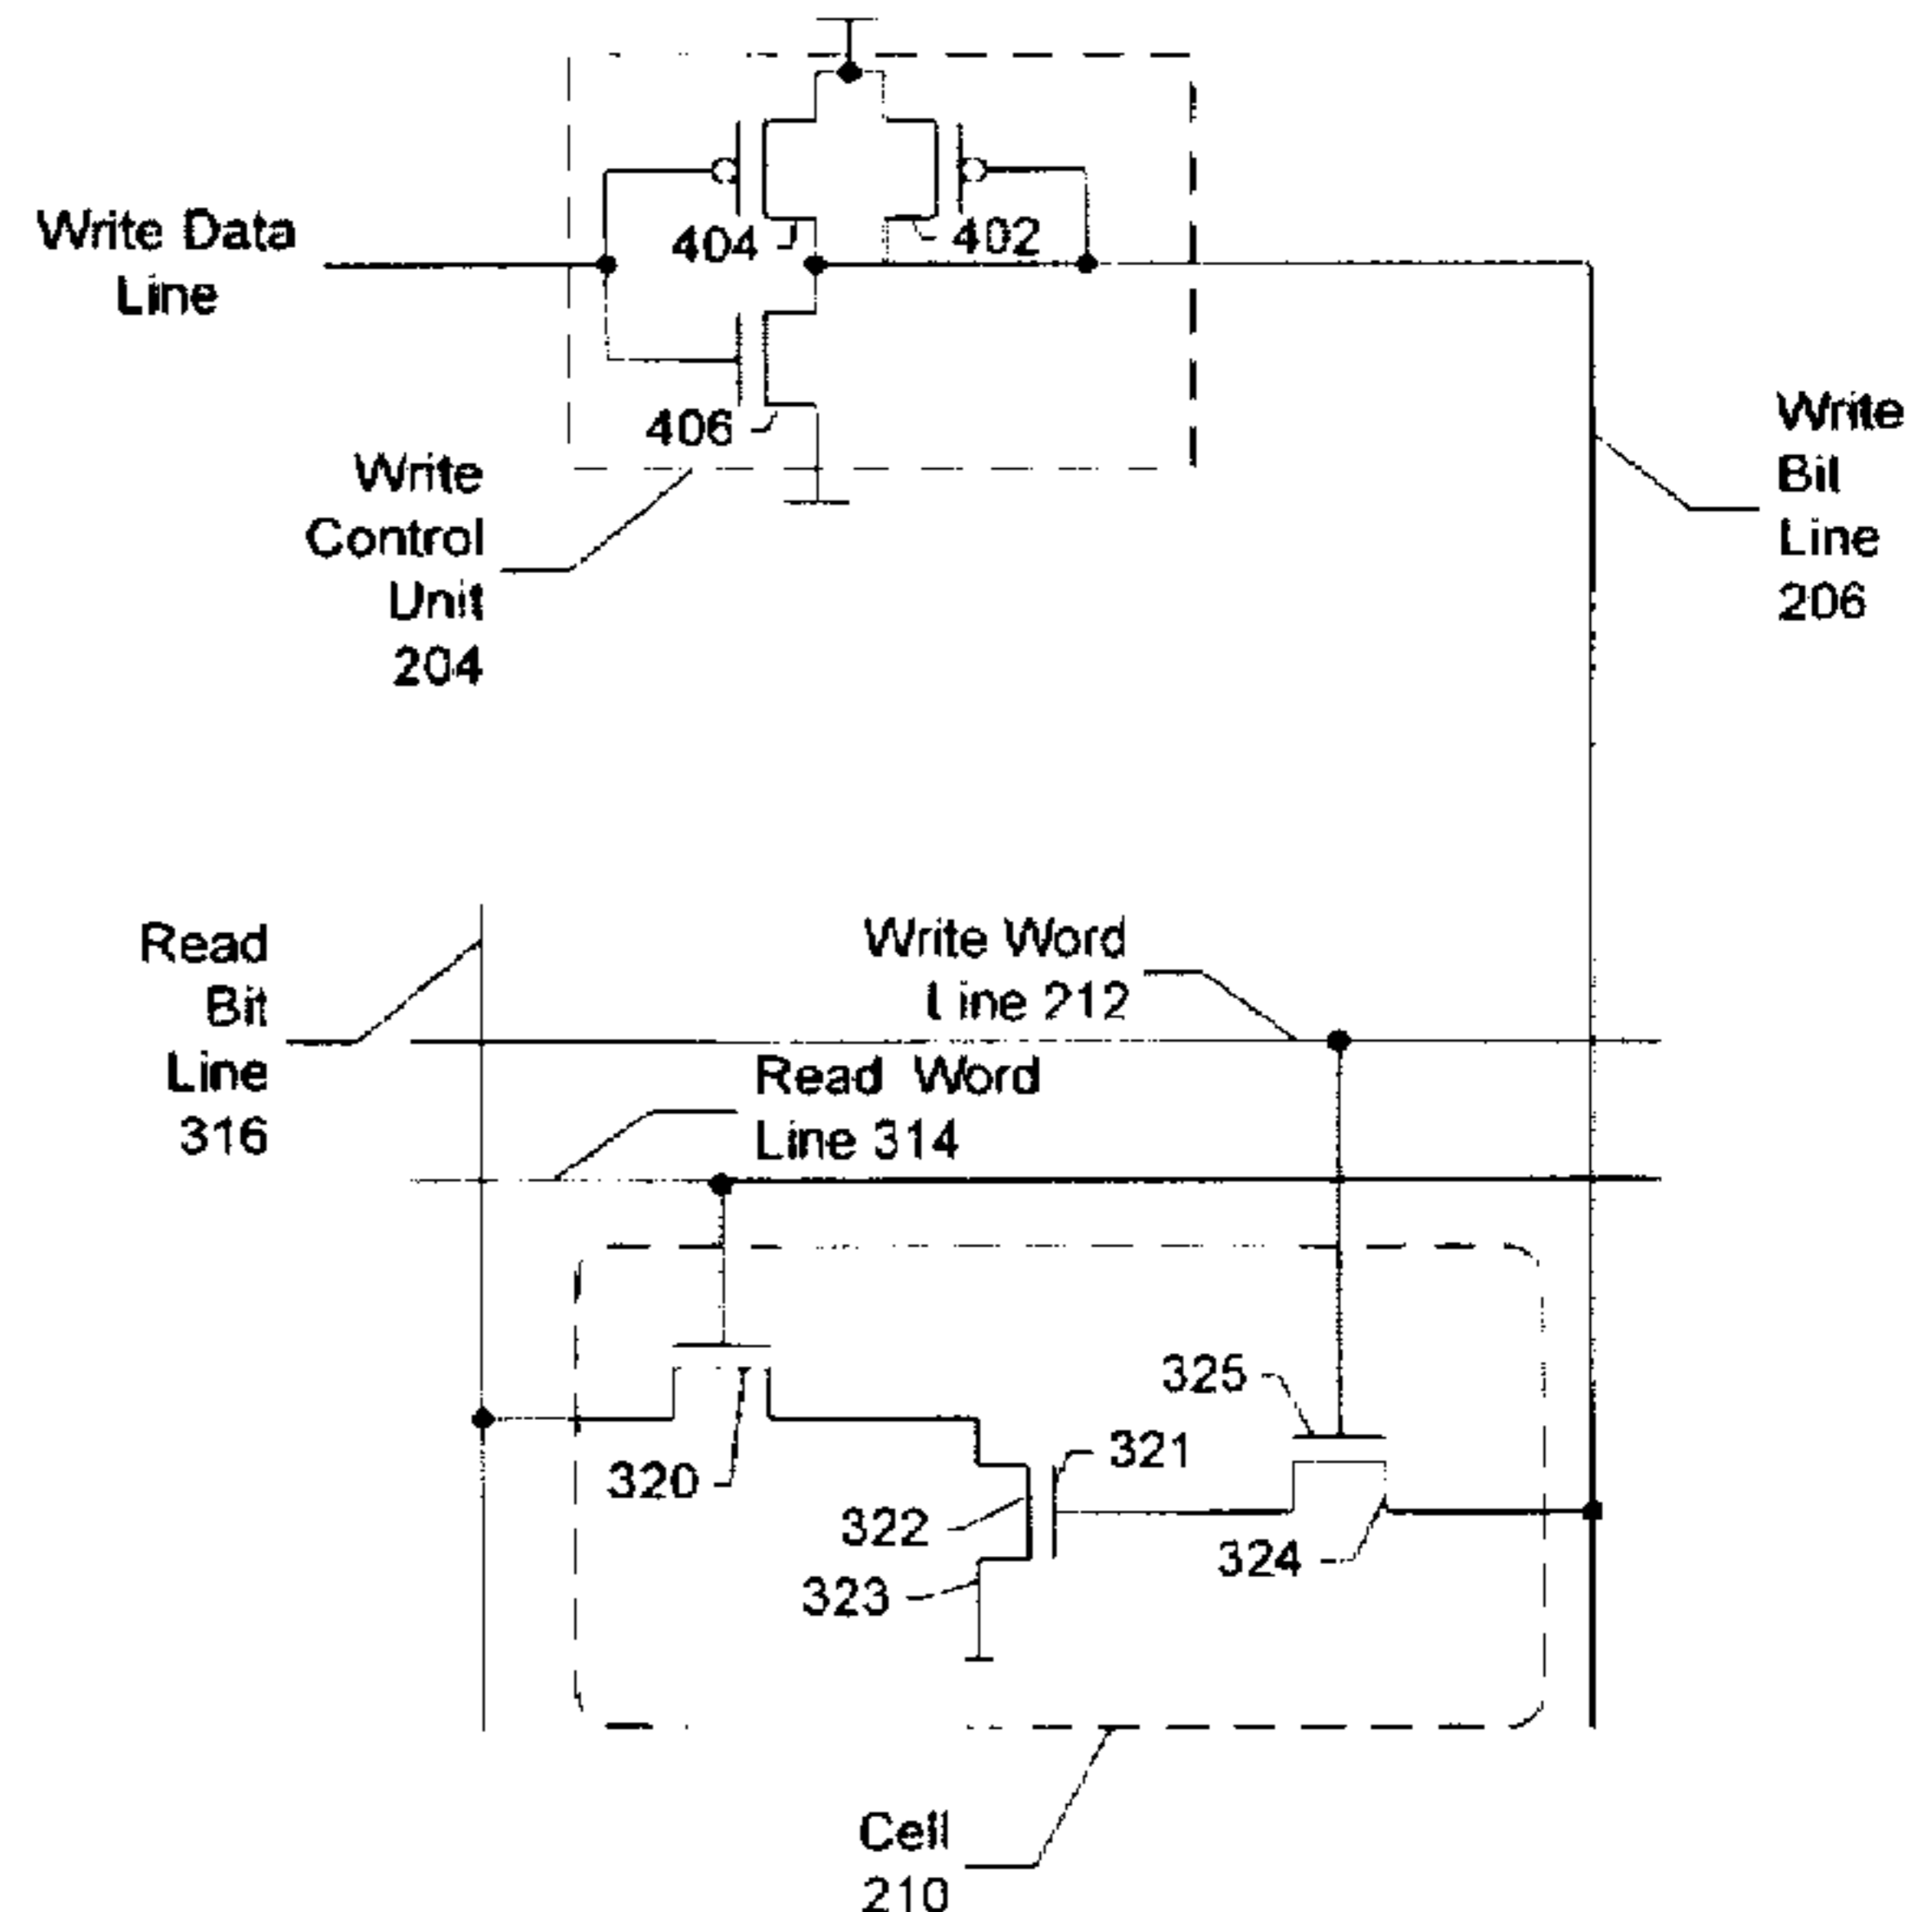 Write Data
Line
404
402
406
Write
Control
Unit
204
Write
Bit
Line
206
Read
Bit
Line
316
Write Word
Line 212
Read Word
Line 314
325
321
320
322
324
323
Cell
210